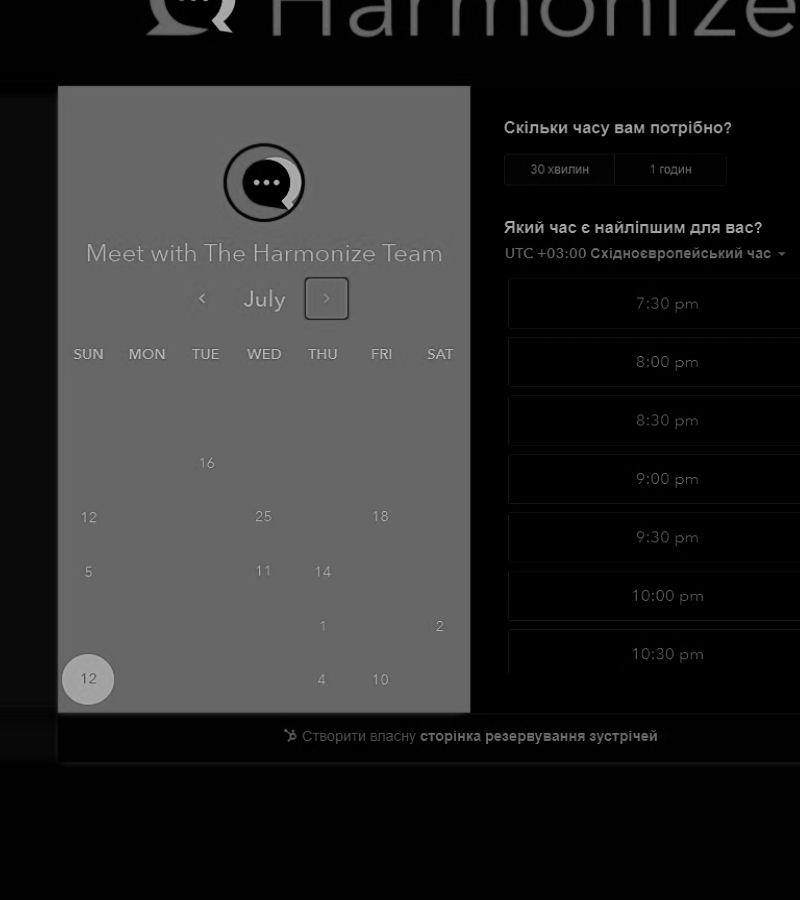 Harmonize
Скільки часу вам потрібно?
30 хвилин 1 годин
Meet with The Harmonize Team
Який час є найліпшим для вас?
UTC +03:00 Східноєвропейський час
July
SUN MON TUE WED THU FRI SAT
16
12 25 18
5 11 14
1 2
12 4 10
7:30 pm
8:00 pm
8:30 pm
9:00 pm
9:30 pm
10:00 pm
10:30 pm
Створити власну сторінка резервування зустрічей